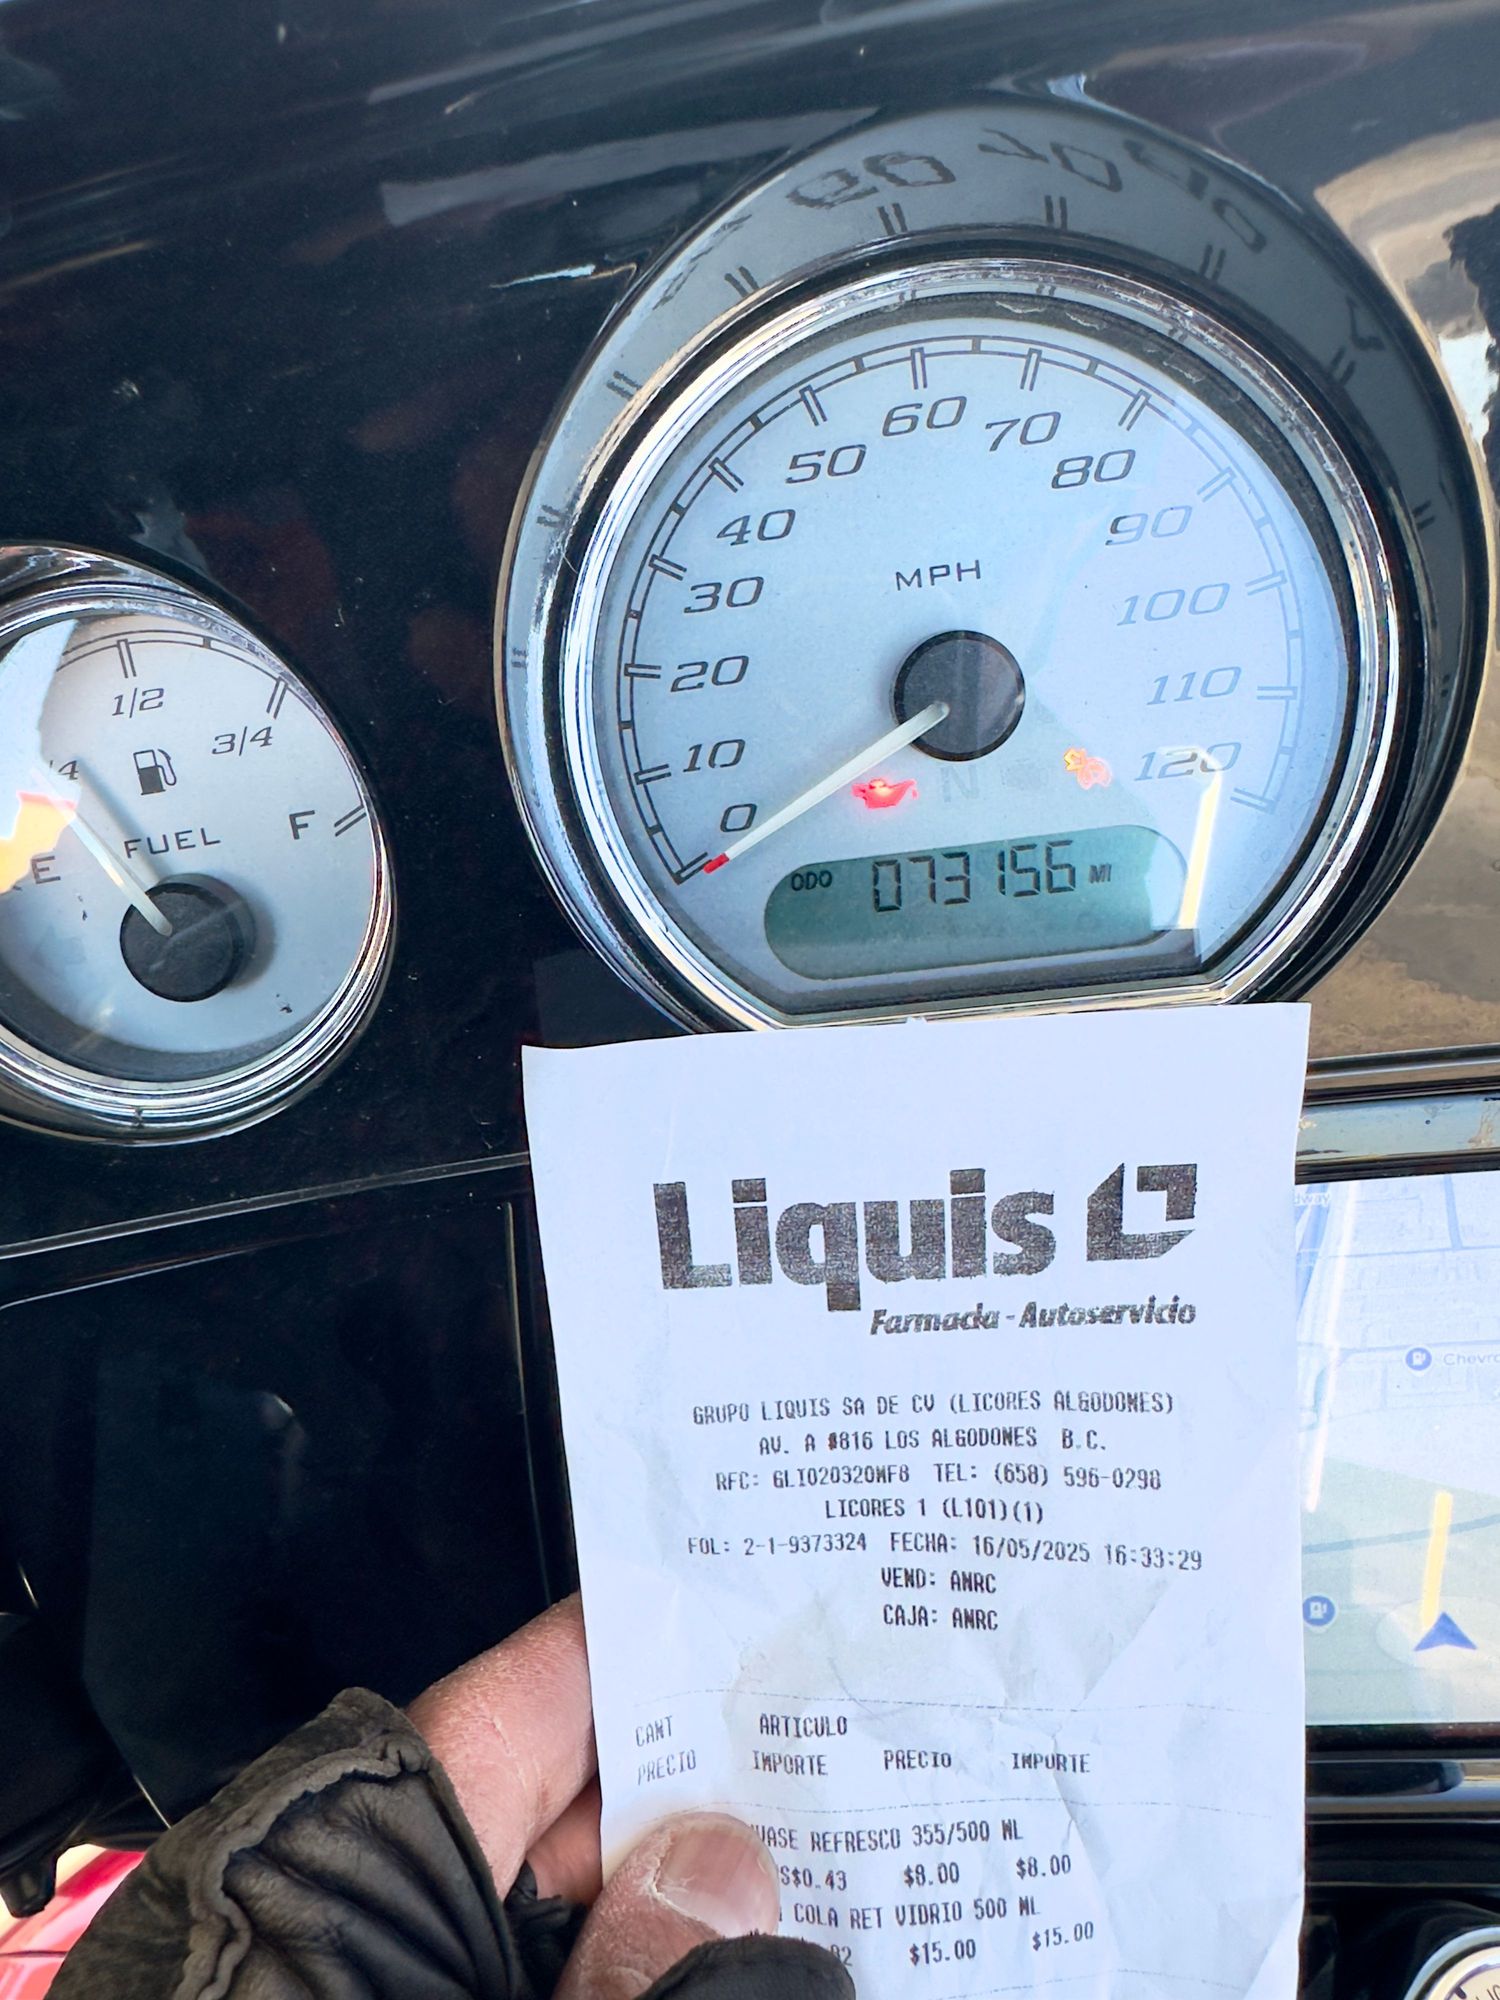 60
70
80
50
40
90
30
MPH
100
20
110
10
120
0
N
ODO 073156 MI
1/2
3/4
E
FUEL
F
Liquis
Farmacia - Autoservicio
GRUPO LIQUIS SA DE CV (LICORES ALGODONES)
AV. A #816 LOS ALGODONES B.C.
RFC: GLI020320MF8 TEL: (658) 596-0298
LICORES 1 (L101)(1)
FOL: 2-1-9373324 FECHA: 16/05/2025 16:33:29
VEND: ANRC
CAJA: ANRC
CANT ARTICULO
PRECIO IMPORTE PRECIO IMPORTE
REFRESCO 355/500 ML
$0.43 $8.00 $8.00
COLA RET VIDRIO 500 ML
$15.00 $15.00